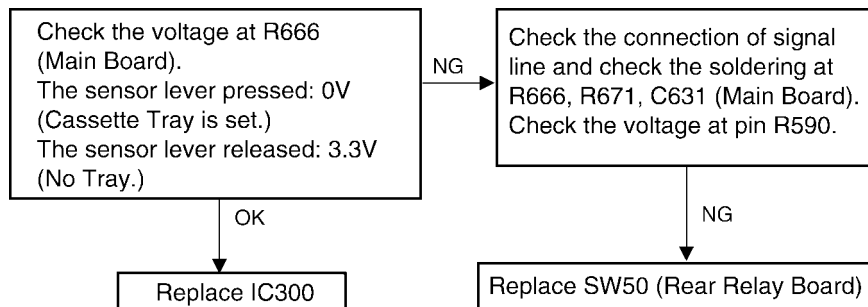 Check the voltage at R666
(Main Board).
The sensor lever pressed: 0V
(Cassette Tray is set.)
The sensor lever released: 3.3V
(No Tray.)
NG
Check the connection of signal
line and check the soldering at
R666, R671, C631 (Main Board).
Check the voltage at pin R590.
OK
NG
Replace IC300
Replace SW50 (Rear Relay Board)